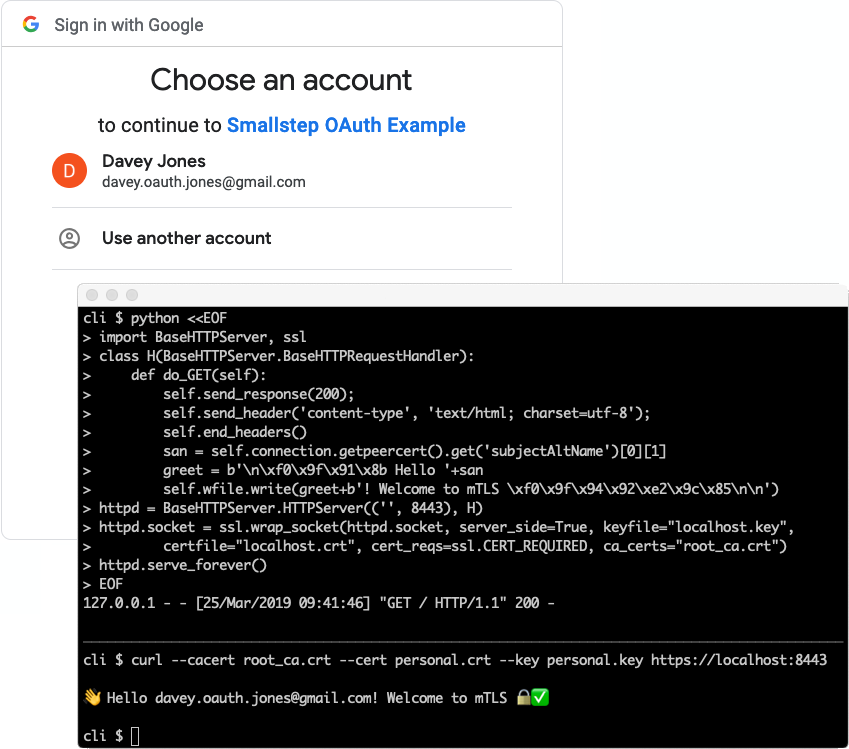 Sign in with Google
Choose an account
to continue to Smallstep OAuth Example
D
Davey Jones
davey.oauth.jones@gmail.com
Use another account
cli $ python <<EOF
> import BaseHTTPServer, ssl
> class H(BaseHTTPServer.BaseHTTPRequestHandler):
>     def do_GET(self):
>         self.send_response(200);
>         self.send_header('content-type', 'text/html; charset=utf-8');
>         self.end_headers()
>         san = self.connection.getpeercert().get('subjectAltName')[0][1]
>         greet = b'\n\xf0\x9f\x91\x8b Hello '+san
>         self.wfile.write(greet+b'! Welcome to mTLS \xf0\x9f\x94\x92\xe2\x9c\x85\n\n')
> httpd = BaseHTTPServer.HTTPServer(('', 8443), H)
> httpd.socket = ssl.wrap_socket(httpd.socket, server_side=True, keyfile="localhost.key",
>         certfile="localhost.crt", cert_reqs=ssl.CERT_REQUIRED, ca_certs="root_ca.crt")
> httpd.serve_forever()
> EOF
127.0.0.1 - - [25/Mar/2019 09:41:46] "GET / HTTP/1.1" 200 -
cli $ curl --cacert root_ca.crt --cert personal.crt --key personal.key https://localhost:8443
👋 Hello davey.oauth.jones@gmail.com! Welcome to mTLS 🔒✅
cli $